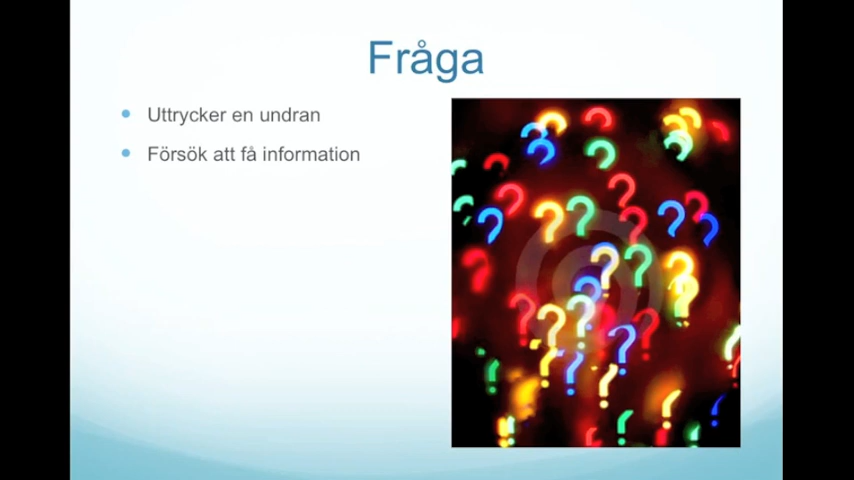 Fråga
Uttrycker en undran
Försök att få information